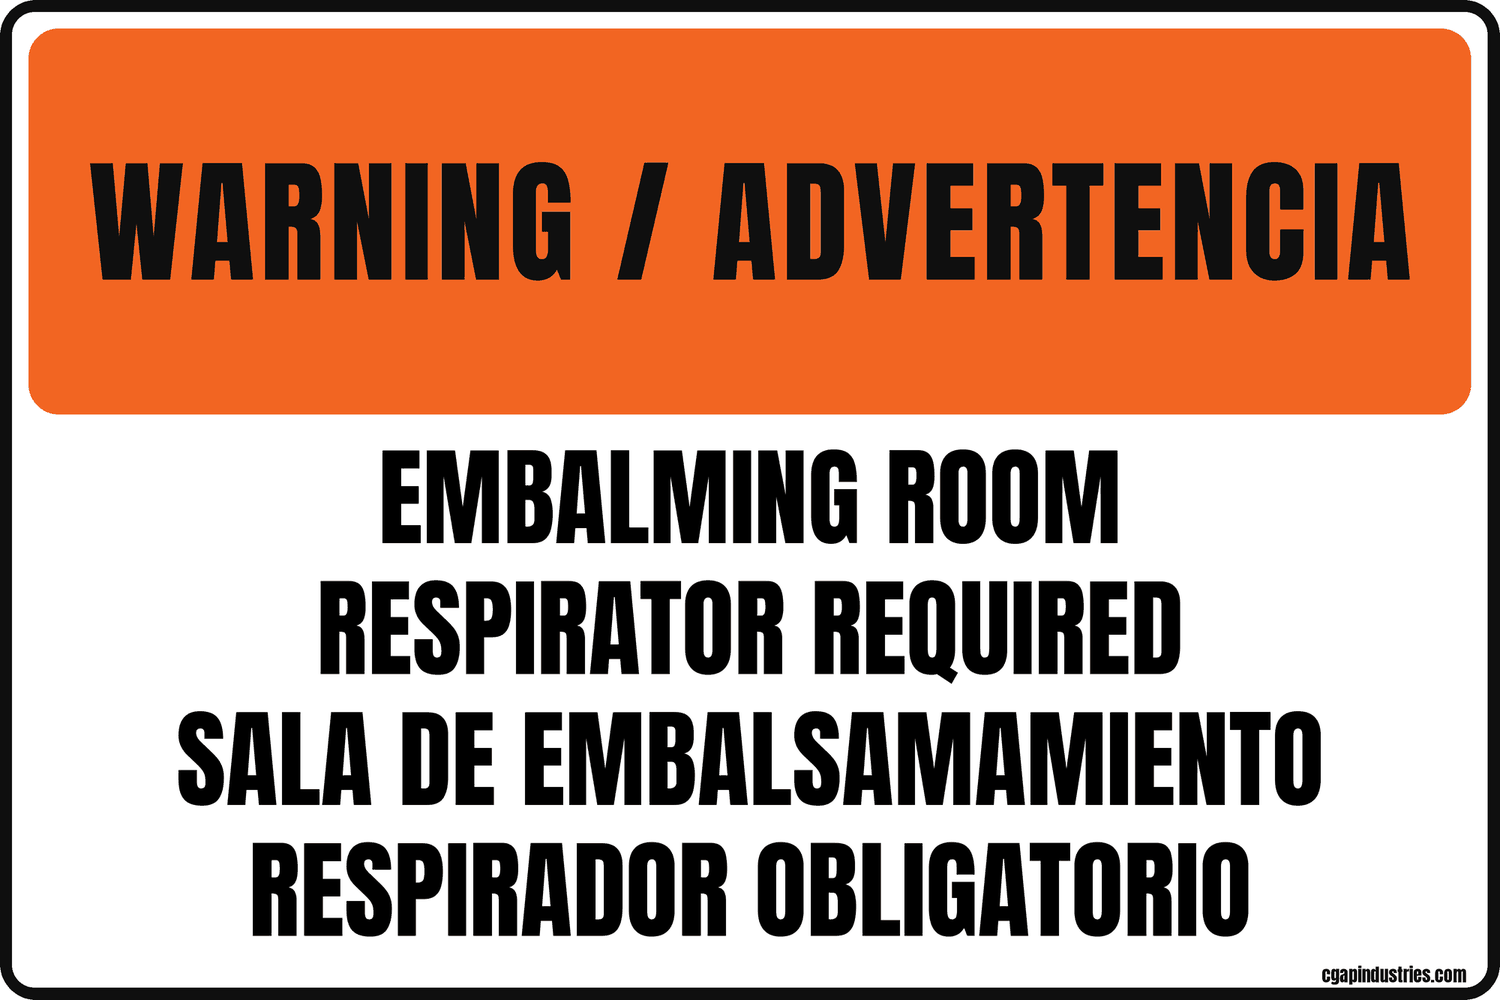 WARNING / ADVERTENCIA
EMBALMING ROOM
RESPIRATOR REQUIRED
SALA DE EMBALSAMAMIENTO
RESPIRADOR OBLIGATORIO
cgapindustries.com